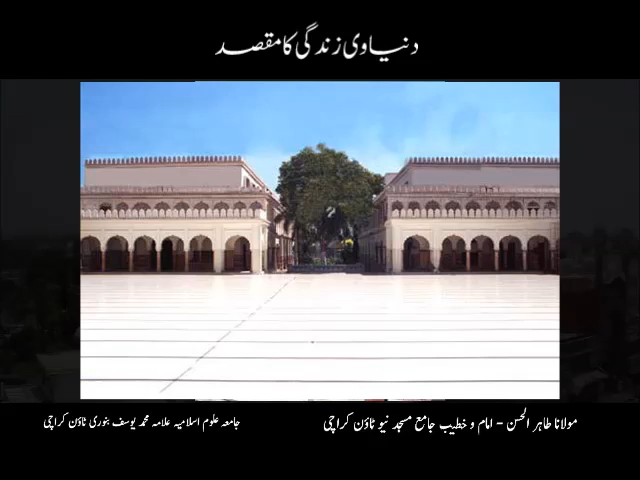 دنیاوی زندگی کا مقصد
مولانا طاہر الحسن - امام و خطیب جامع مسجد نیو ٹاؤن کراچی
جامعہ علوم اسلامیہ علامہ محمد یوسف بنوری ٹاؤن کراچی